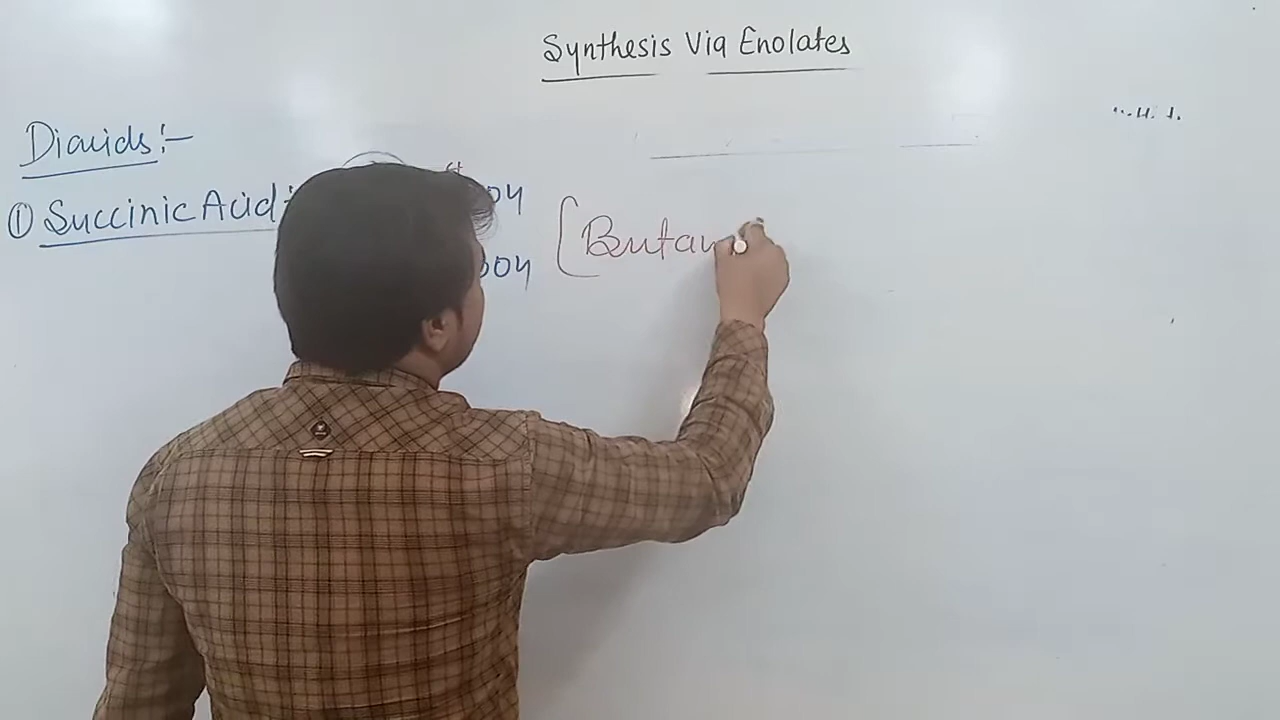 Synthesis Via Enolates
Diacids:-
① Succinic Acid
[Butan